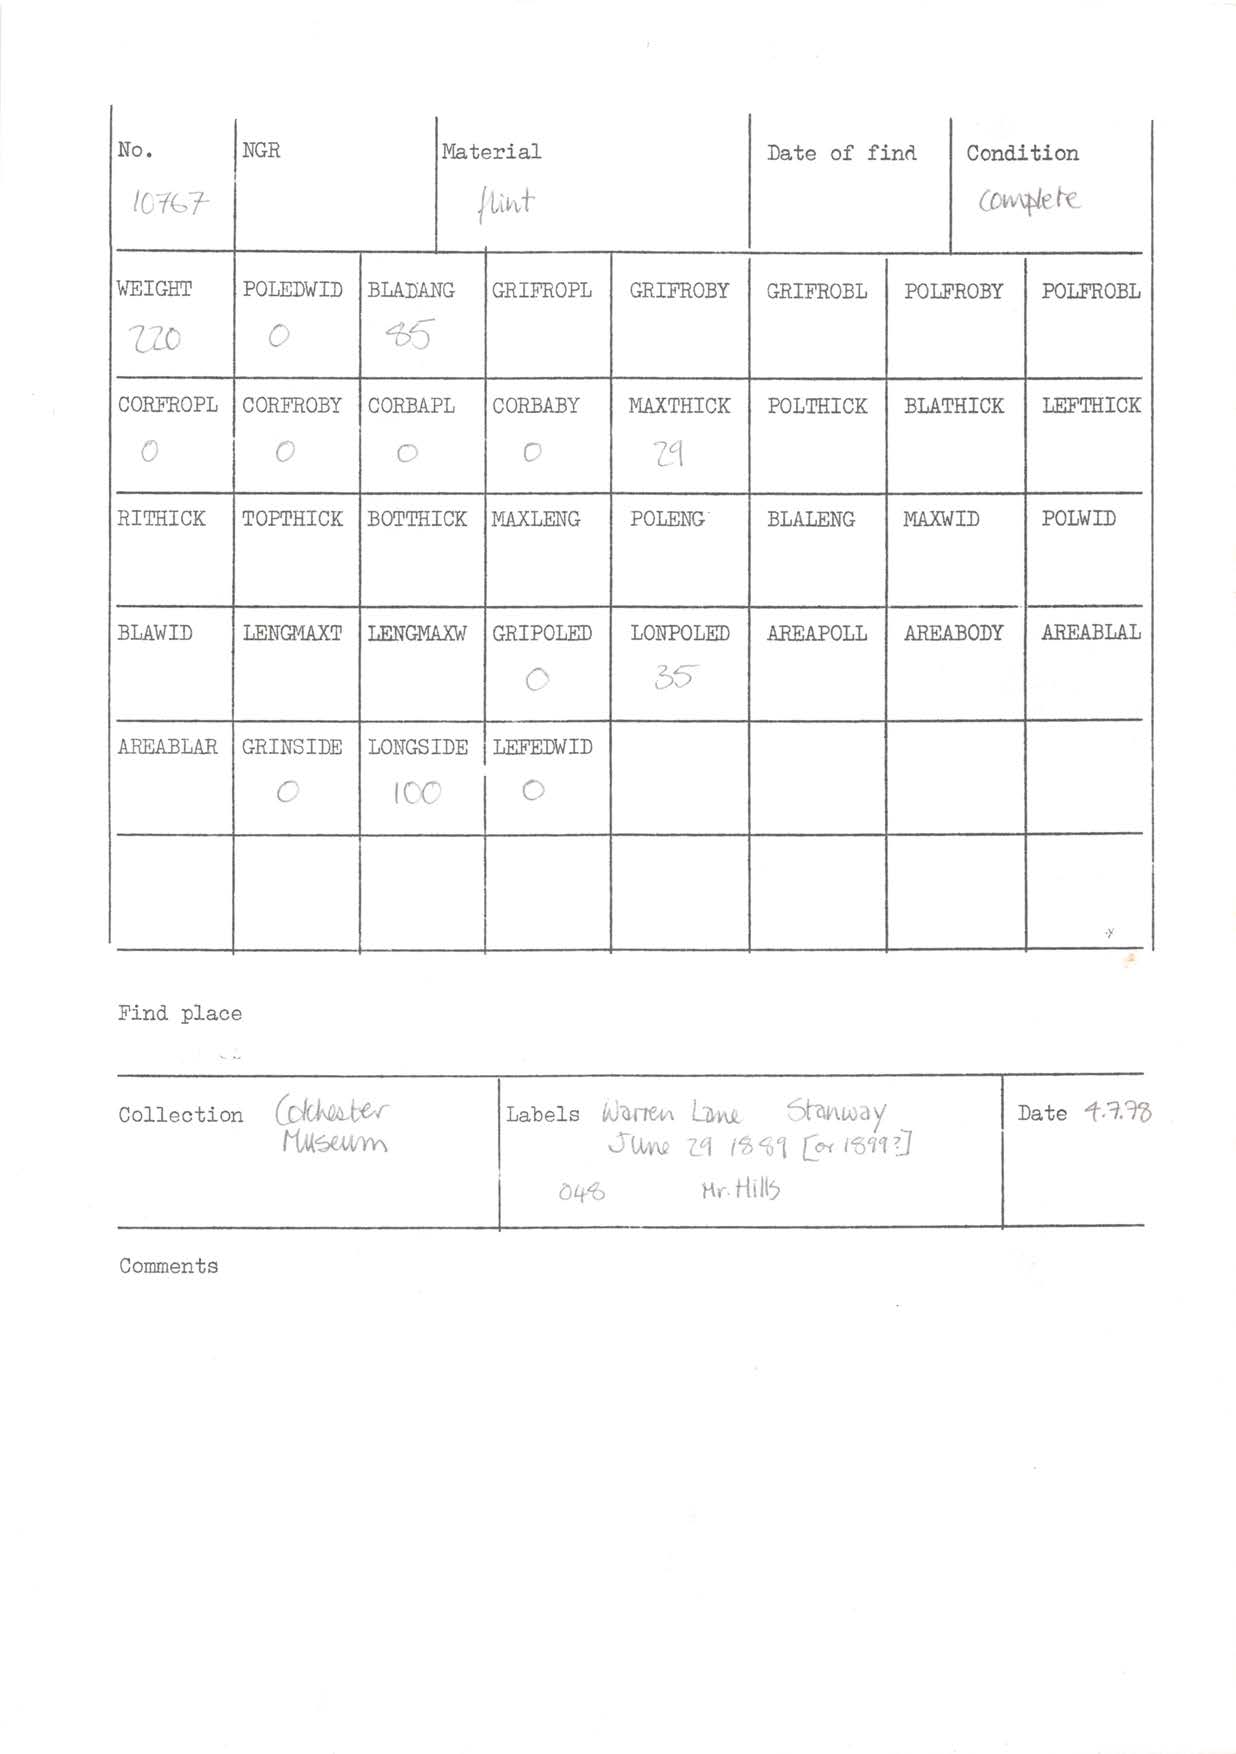 No. NGR Material Date of find Condition
10767 flint complete
WEIGHT POLEDWID BLADANG GRIFROPL GRIFROBY GRIFROBL POLFROBY POLFROBL
220 0 85
CORFROPL CORFROBY CORBAPL CORBABY MAXTHICK POLTHICK BLATHICK LEFTHICK
0 0 0 0 29
RITHICK TOPTHICK BOTTHICK MAXLENG POLENG BLALENG MAXWID POLWID
BLAWID LENGMAXT LENGMAXW GRIPOLED LONPOLED AREAPOLL AREABODY AREABLAL
0 35
AREABLAR GRINSIDE LONGSIDE LEFEDWID
0 100 0
Find place
Collection Colchester
Museum
Labels Warren Lane Stanway
June 29 1889 [or 1899?]
048 Mr. Hills
Date 4.7.78
Comments